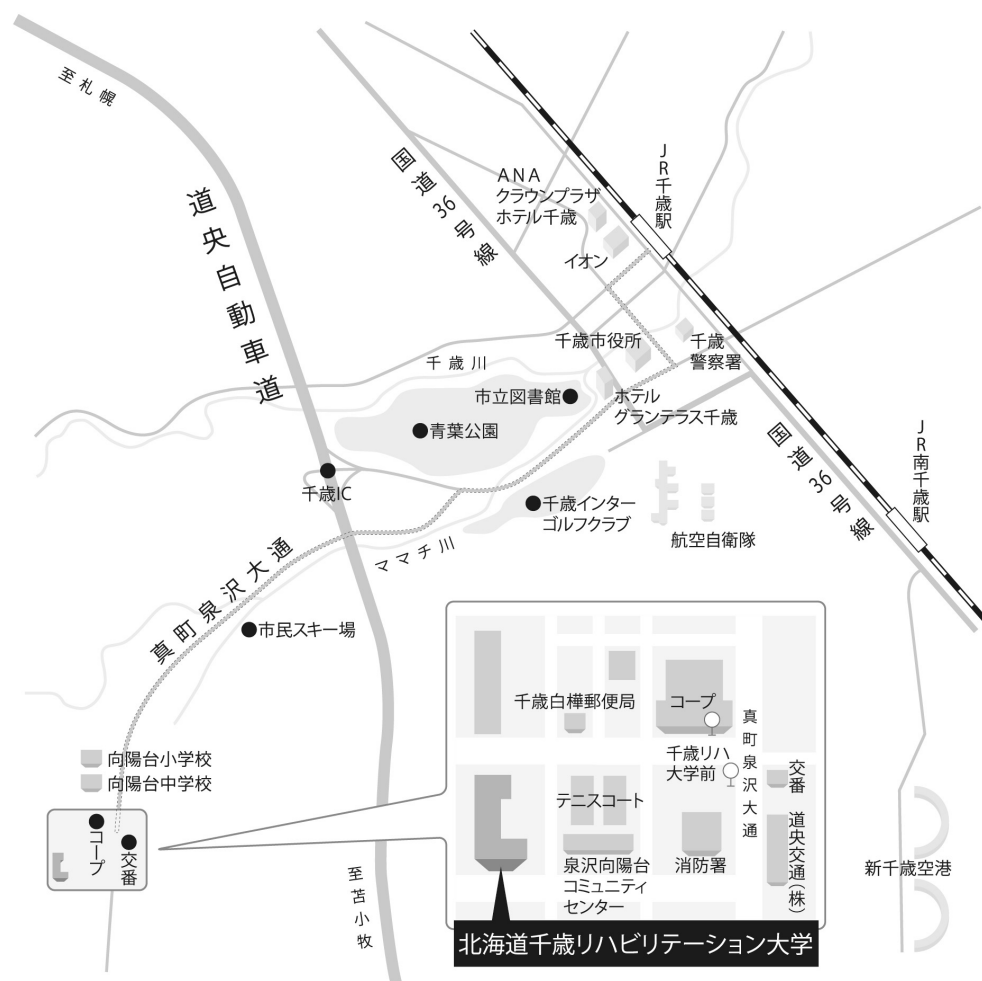 至札幌
道央自動車道
国道36号線
ANA
クラウンプラザ
ホテル千歳
イオン
JR千歳駅
千歳市役所
千歳
警察署
千歳川
市立図書館
ホテル
グランテラス千歳
青葉公園
千歳IC
千歳インター
ゴルフクラブ
航空自衛隊
国道36号線
JR南千歳駅
ママチ川
真町泉沢大通
市民スキー場
向陽台小学校
向陽台中学校
コープ
交番
至苫小牧
千歳白樺郵便局
コープ
千歳リハ
大学前
真町泉沢大通
交番
テニスコート
泉沢向陽台
コミュニティ
センター
消防署
道央交通(株)
新千歳空港
北海道千歳リハビリテーション大学